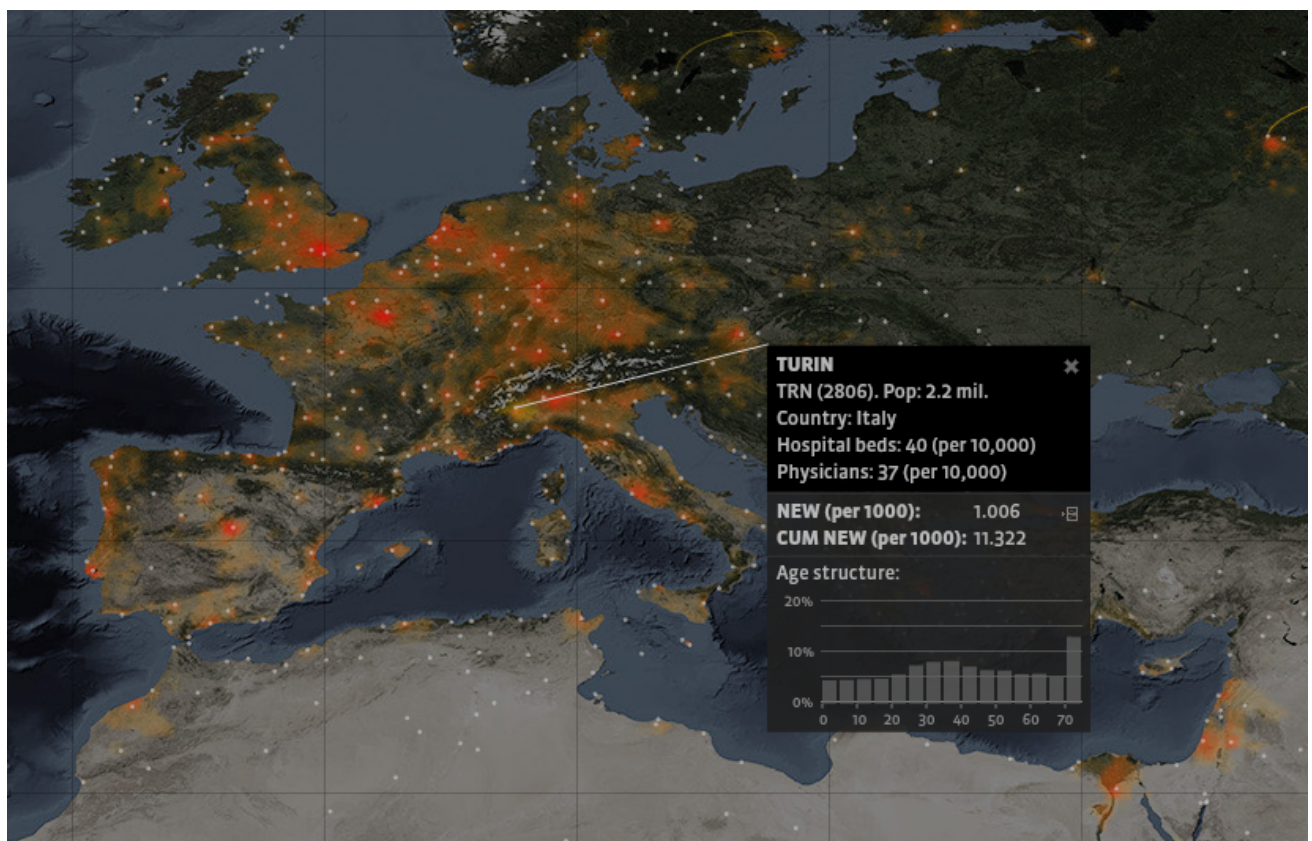 TURIN
TRN (2806). Pop: 2.2 mil.
Country: Italy
Hospital beds: 40 (per 10,000)
Physicians: 37 (per 10,000)
NEW (per 1000): 1.006
CUM NEW (per 1000): 11.322
Age structure:
20%
10%
0%
0 10 20 30 40 50 60 70